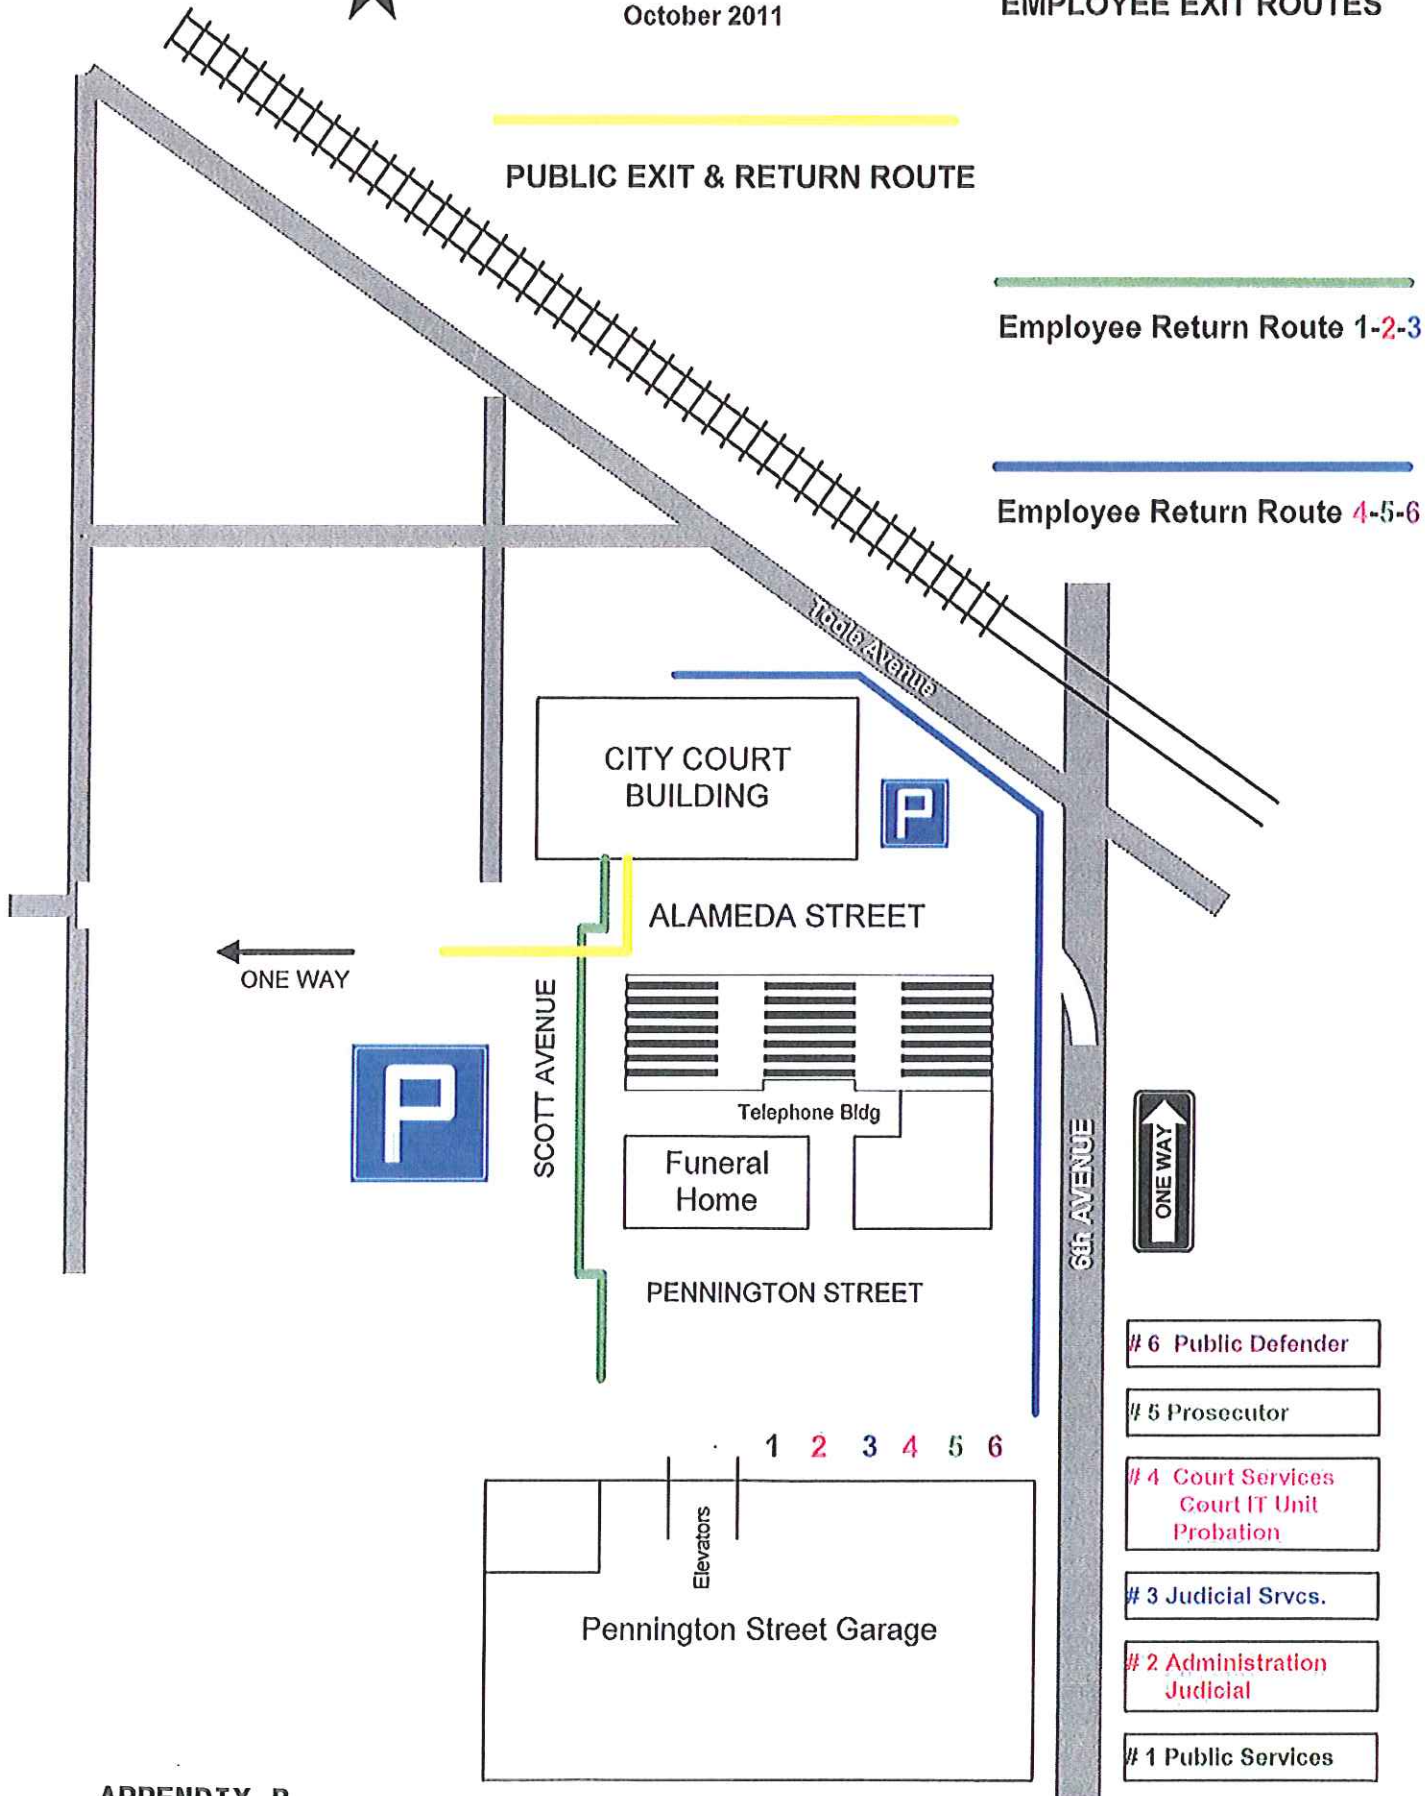 October 2011
EMPLOYEE EXIT ROUTES
PUBLIC EXIT & RETURN ROUTE
Employee Return Route 1-2-3
Employee Return Route 4-5-6
Toole Avenue
CITY COURT
BUILDING
P
ALAMEDA STREET
ONE WAY
SCOTT AVENUE
P
Telephone Bldg
Funeral
Home
6th AVENUE
ONE WAY
PENNINGTON STREET
# 6 Public Defender
# 5 Prosecutor
1 2 3 4 5 6
# 4 Court Services
Court IT Unit
Probation
Elevators
# 3 Judicial Srvcs.
Pennington Street Garage
# 2 Administration
Judicial
# 1 Public Services
APPENDIX B